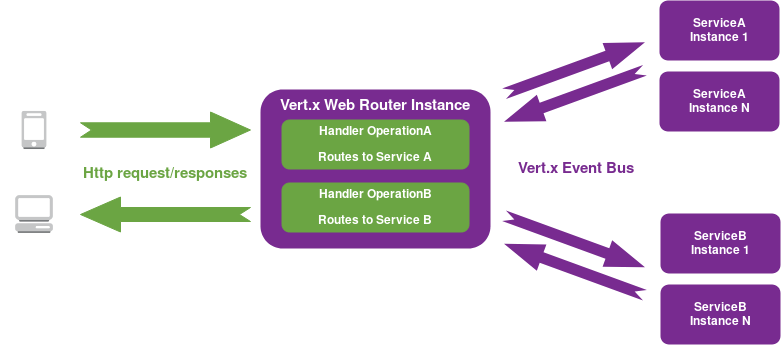 Http request/responses
Vert.x Web Router Instance
Handler OperationA
Routes to Service A
Handler OperationB
Routes to Service B
Vert.x Event Bus
ServiceA
Instance 1
ServiceA
Instance N
ServiceB
Instance 1
ServiceB
Instance N